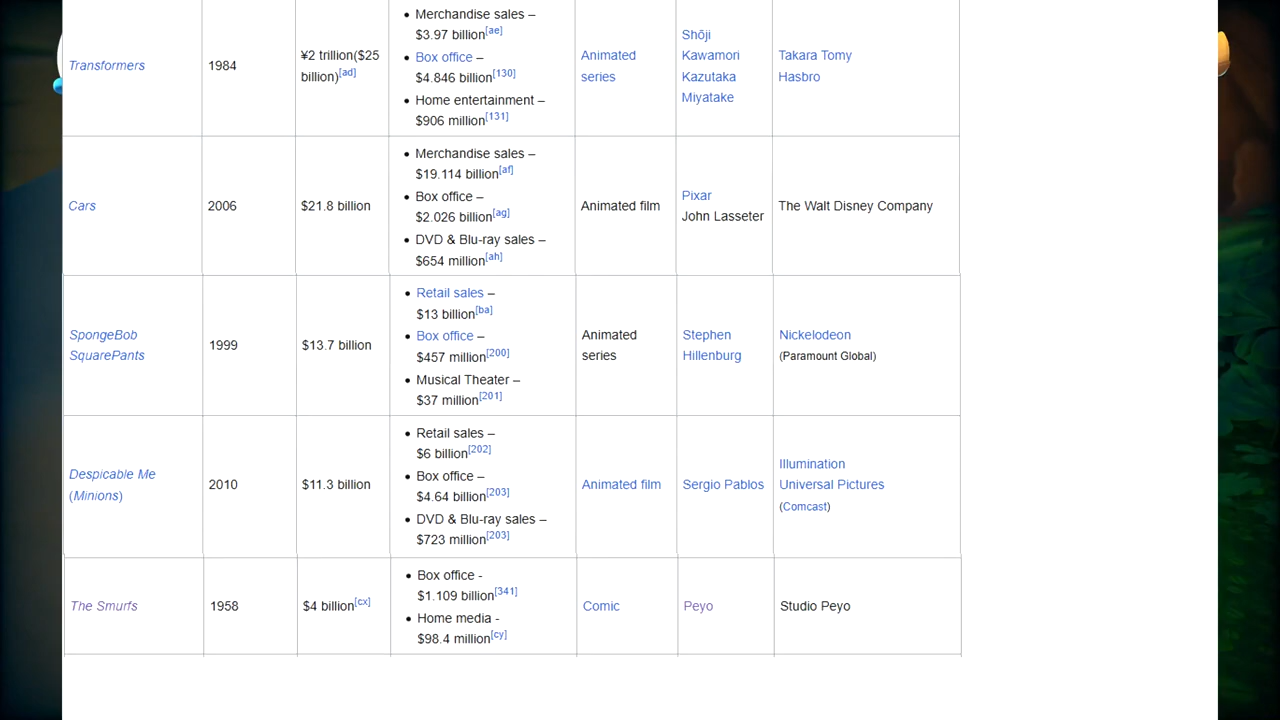 Transformers
1984
¥2 trillion($25
billion)[ad]
• Merchandise sales –
$3.97 billion[ae]
• Box office –
$4.846 billion[130]
• Home entertainment –
$906 million[131]
Animated
series
Shōji
Kawamori
Kazutaka
Miyatake
Takara Tomy
Hasbro
Cars
2006
$21.8 billion
• Merchandise sales –
$19.114 billion[af]
• Box office –
$2.026 billion[ag]
• DVD & Blu-ray sales –
$654 million[ah]
Animated film
Pixar
John Lasseter
The Walt Disney Company
SpongeBob
SquarePants
1999
$13.7 billion
• Retail sales –
$13 billion[ba]
• Box office –
$457 million[200]
• Musical Theater –
$37 million[201]
Animated
series
Stephen
Hillenburg
Nickelodeon
(Paramount Global)
Despicable Me
(Minions)
2010
$11.3 billion
• Retail sales –
$6 billion[202]
• Box office –
$4.64 billion[203]
• DVD & Blu-ray sales –
$723 million[203]
Animated film
Sergio Pablos
Illumination
Universal Pictures
(Comcast)
The Smurfs
1958
$4 billion[cx]
• Box office -
$1.109 billion[341]
• Home media -
$98.4 million[cy]
Comic
Peyo
Studio Peyo